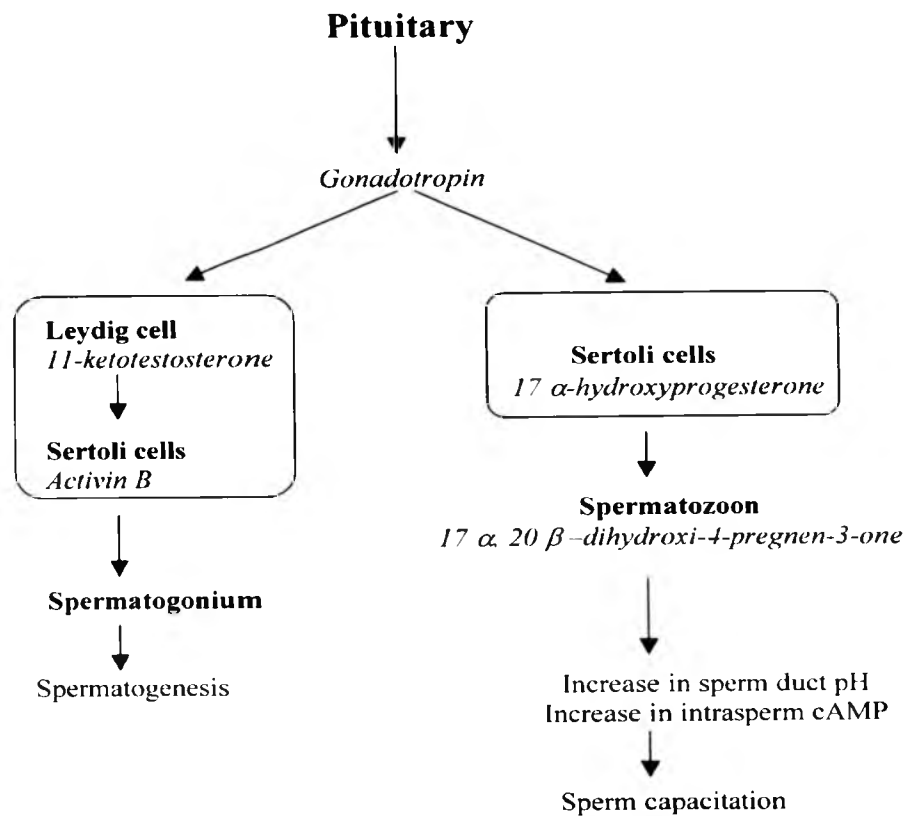 Pituitary
Gonadotropin
Leydig cell
11-ketotestosterone
Sertoli cells
Activin B
Spermatogonium
Spermatogenesis
Sertoli cells
17 α-hydroxyprogesterone
Spermatozoon
17 α, 20 β –dihydroxi-4-pregnen-3-one
Increase in sperm duct pH
Increase in intrasperm cAMP
Sperm capacitation